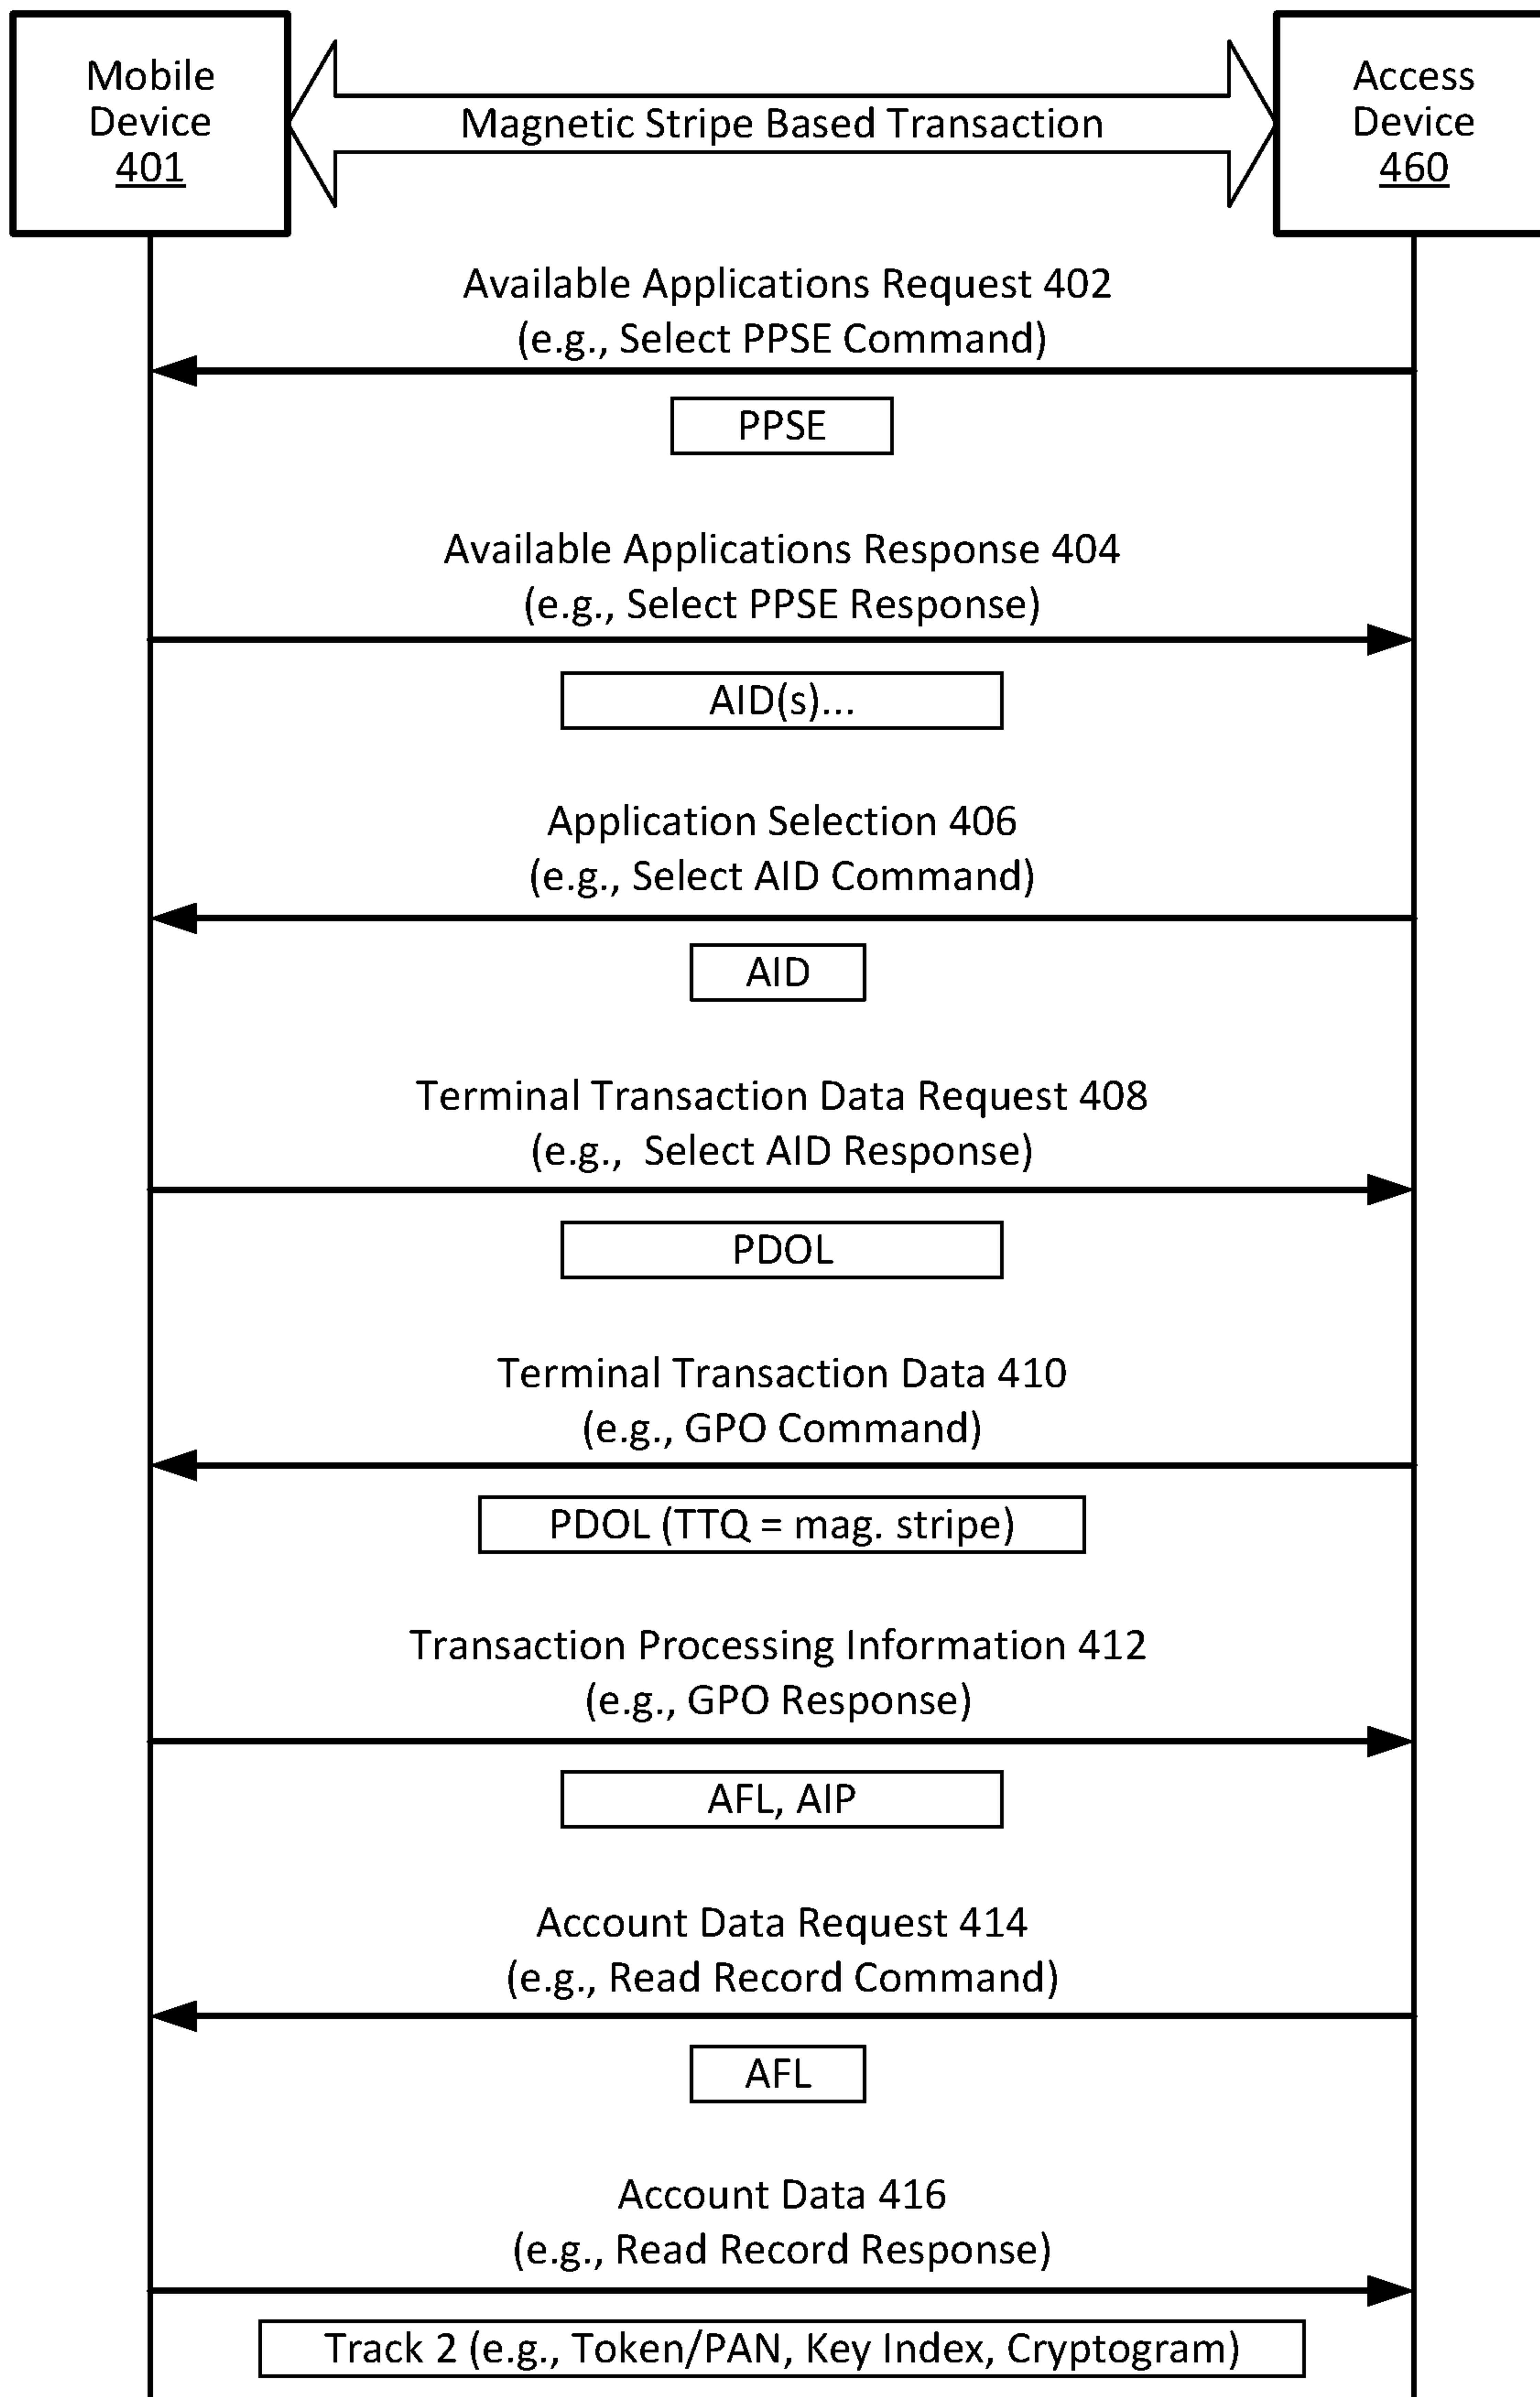 Mobile
Device
401
Magnetic Stripe Based Transaction
Access
Device
460
Available Applications Request 402
(e.g., Select PPSE Command)
PPSE
Available Applications Response 404
(e.g., Select PPSE Response)
AID(s)...
Application Selection 406
(e.g., Select AID Command)
AID
Terminal Transaction Data Request 408
(e.g., Select AID Response)
PDOL
Terminal Transaction Data 410
(e.g., GPO Command)
PDOL (TTQ = mag. stripe)
Transaction Processing Information 412
(e.g., GPO Response)
AFL, AIP
Account Data Request 414
(e.g., Read Record Command)
AFL
Account Data 416
(e.g., Read Record Response)
Track 2 (e.g., Token/PAN, Key Index, Cryptogram)